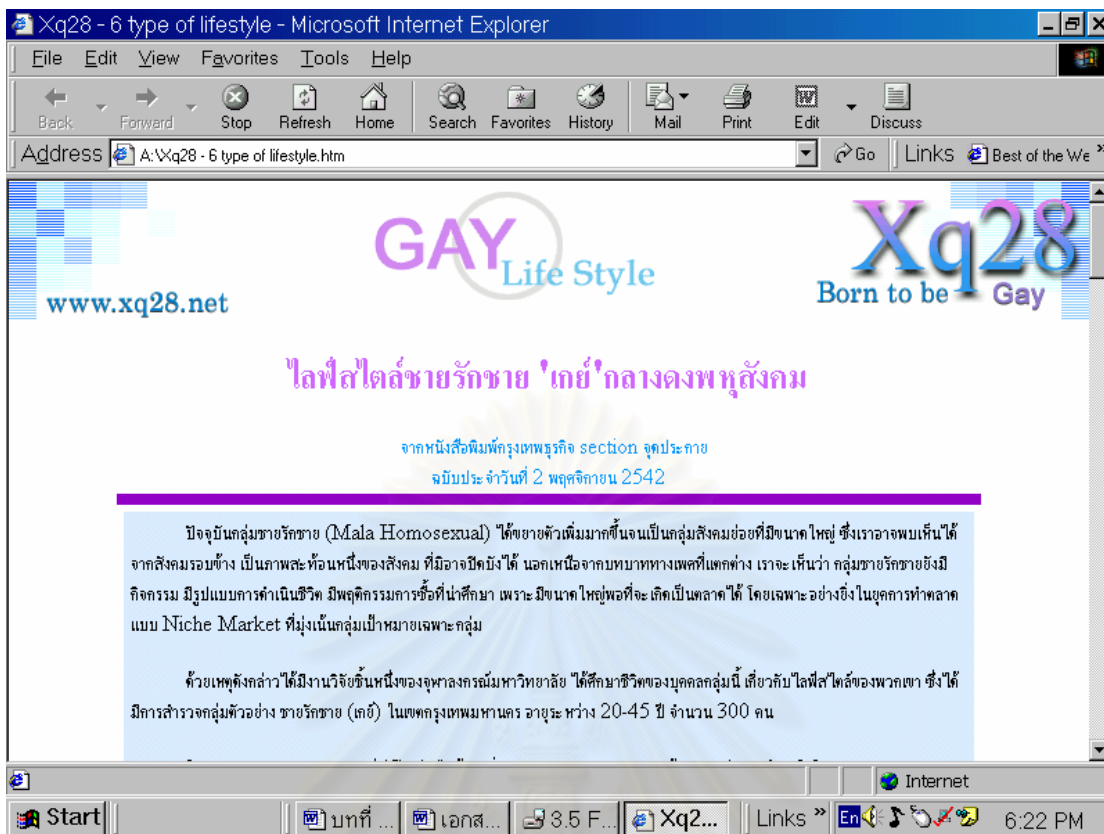 Xq28 - 6 type of lifestyle - Microsoft Internet Explorer
File Edit View Favorites Tools Help
Back Forward Stop Refresh Home Search Favorites History Mail Print Edit Discuss
Address A:\Xq28 - 6 type of lifestyle.htm Go Links Best of the We
GAY
Life Style
www.xq28.net
Xq28
Born to be Gay
ไลฟ์สไตล์ชายรักชาย 'เกย์'กลางดงพหุสังคม
จากหนังสือพิมพ์กรุงเทพธุรกิจ section จุดประกาย
ฉบับประจำวันที่ 2 พฤศจิกายน 2542
ปัจจุบันกลุ่มชายรักชาย (Mala Homosexual) ได้ขยายตัวเพิ่มมากขึ้นจนเป็นกลุ่มสังคมย่อยที่มีขนาดใหญ่ ซึ่งเราอาจพบเห็นได้
จากสังคมรอบข้าง เป็นภาพสะท้อนหนึ่งของสังคม ที่มิอาจปิดบังได้ นอกเหนือจากบทบาททางเพศที่แตกต่าง เราจะเห็นว่า กลุ่มชายรักชายยังมี
กิจกรรม มีรูปแบบการดำเนินชีวิต มีพฤติกรรมการซื้อที่น่าศึกษา เพราะมีขนาดใหญ่พอที่จะเกิดเป็นตลาดได้ โดยเฉพาะอย่างยิ่งในยุคการทำตลาด
แบบ Niche Market ที่มุ่งเน้นกลุ่มเป้าหมายเฉพาะกลุ่ม
ด้วยเหตุดังกล่าวได้มีงานวิจัยชิ้นหนึ่งของจุฬาลงกรณ์มหาวิทยาลัย ได้ศึกษาชีวิตของบุคคลกลุ่มนี้ เกี่ยวกับไลฟ์สไตล์ของพวกเขา ซึ่งได้
มีการสำรวจกลุ่มตัวอย่าง ชายรักชาย (เกย์) ในเขตกรุงเทพมหานคร อายุระหว่าง 20-45 ปี จำนวน 300 คน
Internet
Start บทที่ ... เอกส... 3.5 F... Xq2... Links En 6:22 PM